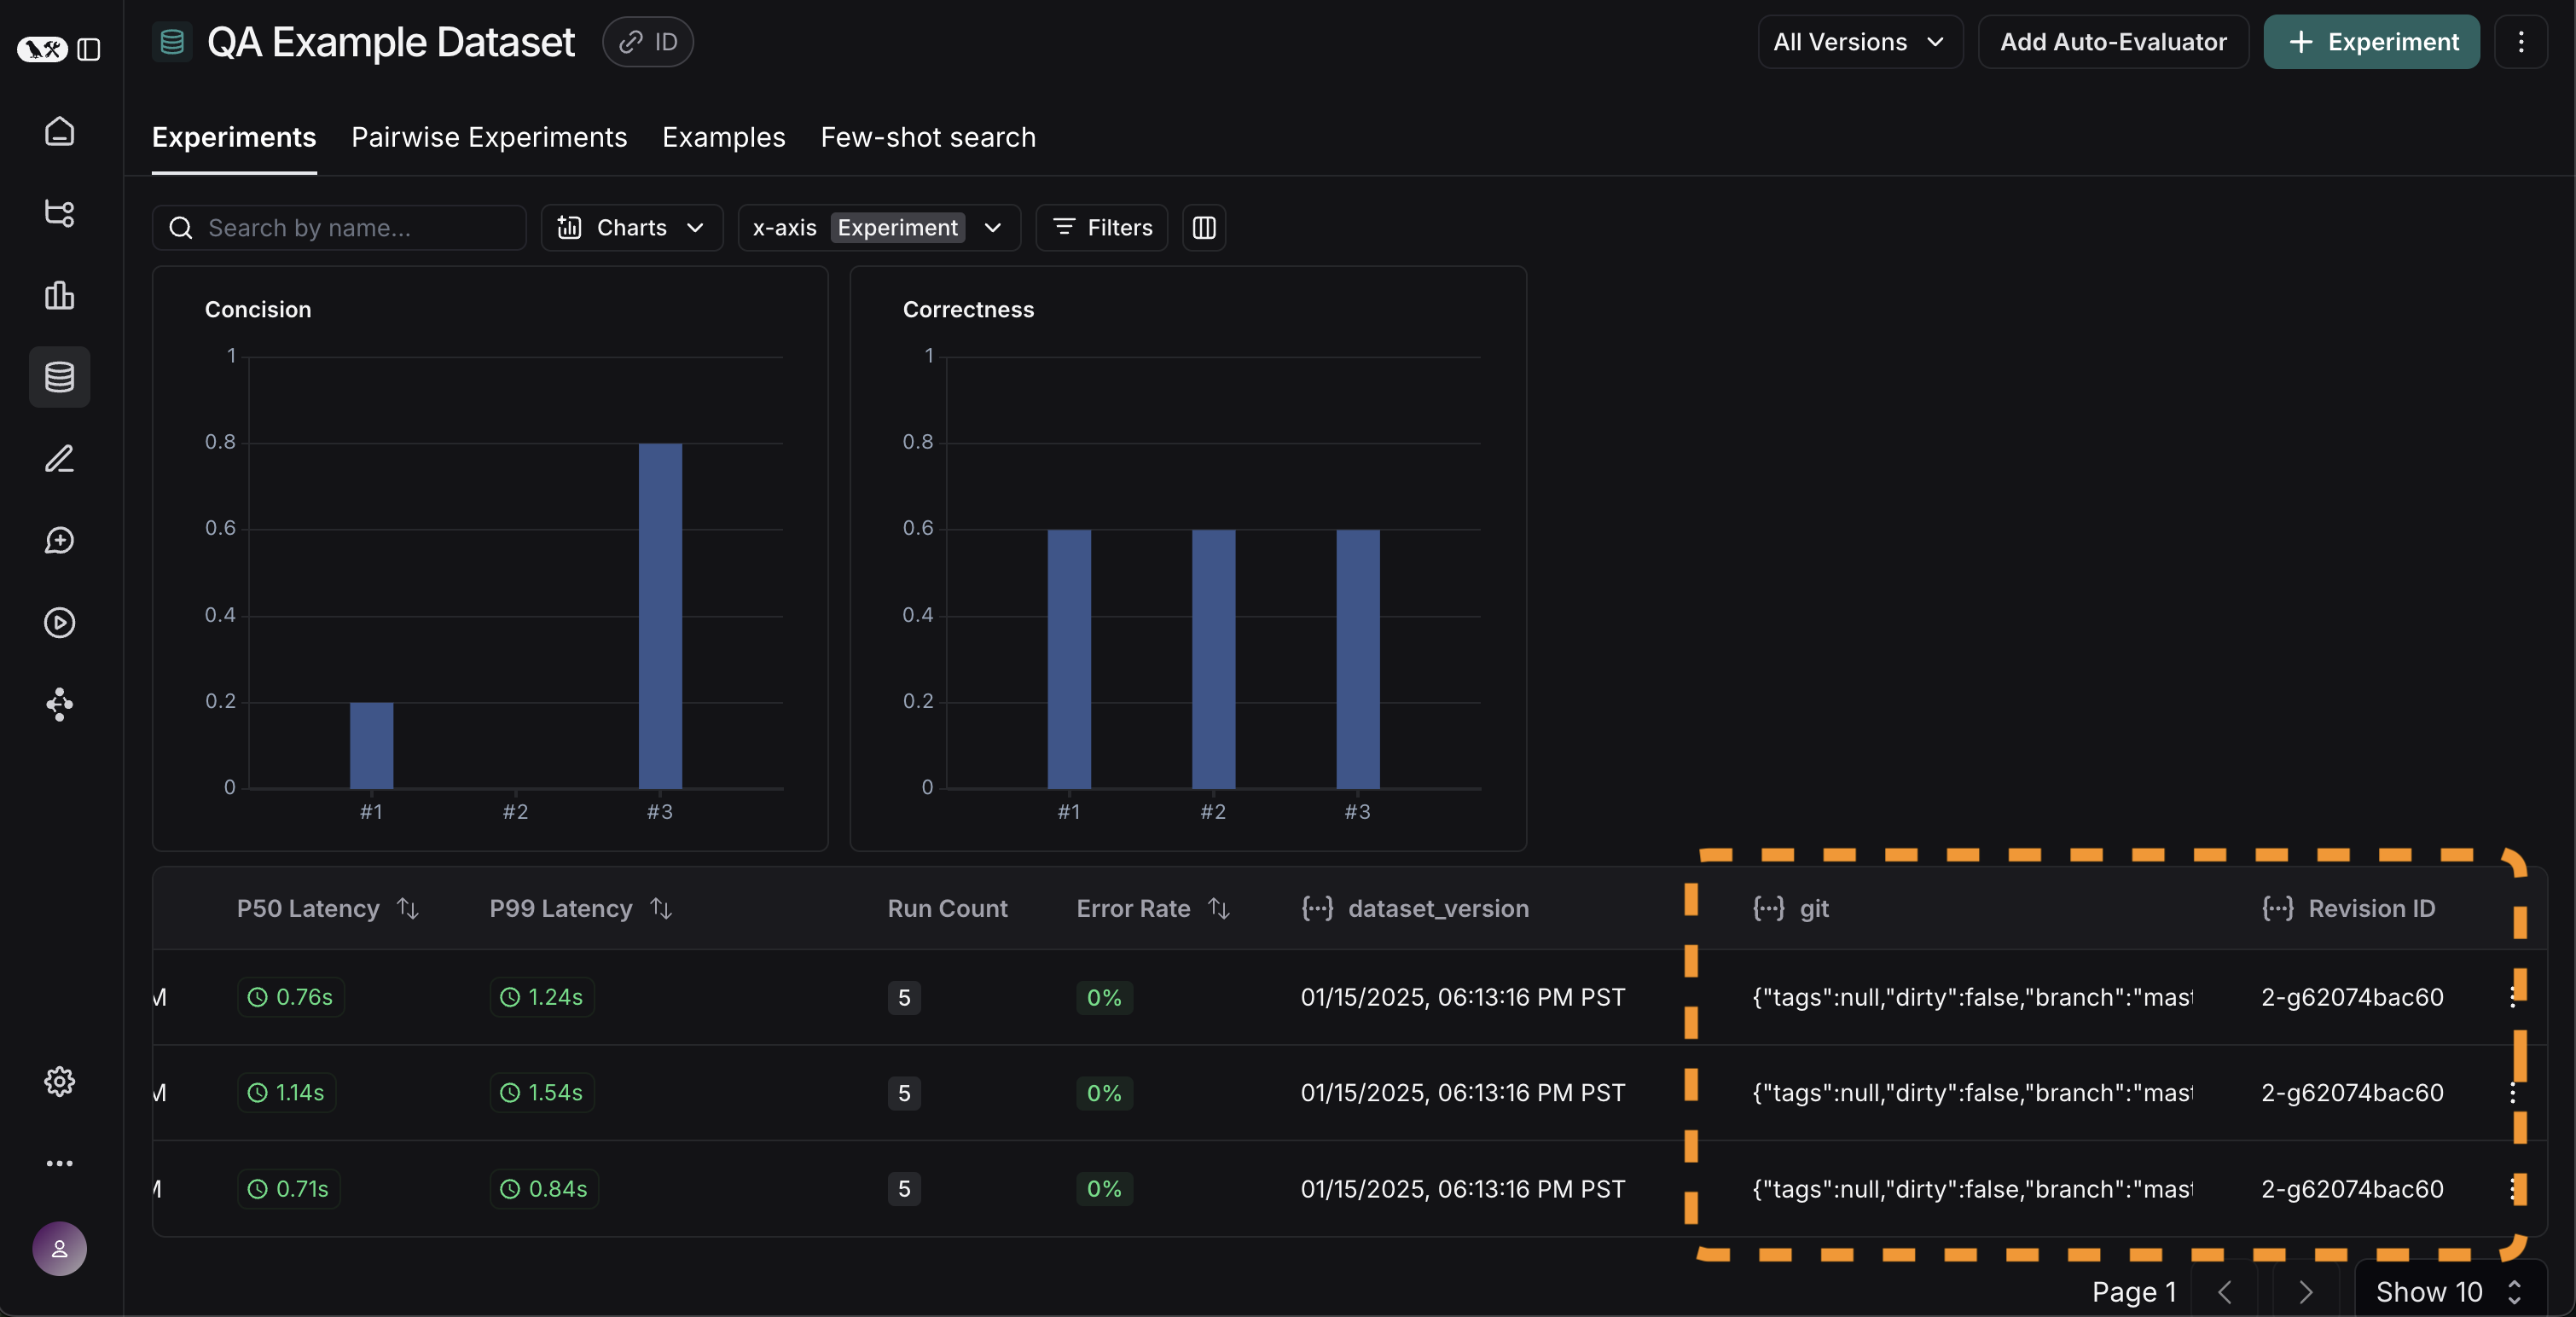 QA Example Dataset ID All Versions Add Auto-Evaluator + Experiment
Experiments Pairwise Experiments Examples Few-shot search
Search by name... Charts x-axis Experiment Filters
Concision
1
0.8
0.6
0.4
0.2
0
#1 #2 #3
Correctness
1
0.8
0.6
0.4
0.2
0
#1 #2 #3
P50 Latency P99 Latency Run Count Error Rate {···} dataset_version {···} git {···} Revision ID
M 0.76s 1.24s 5 0% 01/15/2025, 06:13:16 PM PST {"tags":null,"dirty":false,"branch":"mast 2-g62074bac60
M 1.14s 1.54s 5 0% 01/15/2025, 06:13:16 PM PST {"tags":null,"dirty":false,"branch":"mast 2-g62074bac60
M 0.71s 0.84s 5 0% 01/15/2025, 06:13:16 PM PST {"tags":null,"dirty":false,"branch":"mast 2-g62074bac60
Page 1 Show 10